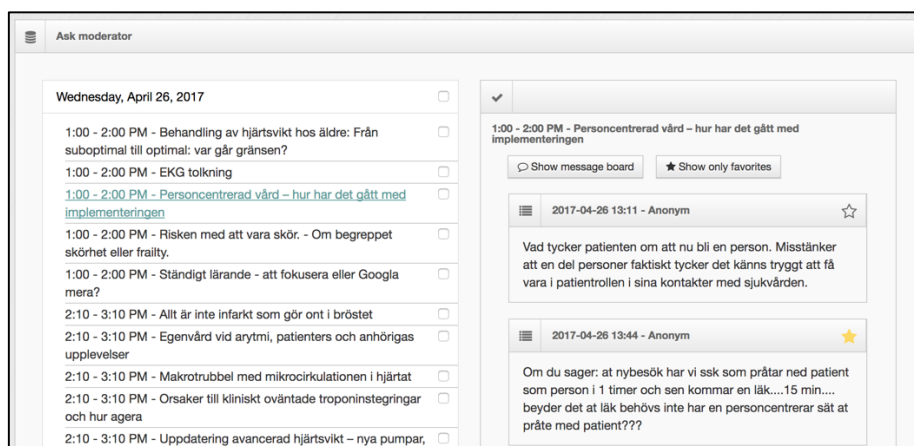 Ask moderator
Wednesday, April 26, 2017
1:00 - 2:00 PM - Behandling av hjärtsvikt hos äldre: Från
suboptimal till optimal: var går gränsen?
1:00 - 2:00 PM - EKG tolkning
1:00 - 2:00 PM - Personcentrerad vård – hur har det gått med
implementeringen
1:00 - 2:00 PM - Risken med att vara skör. - Om begreppet
skörhet eller frailty.
1:00 - 2:00 PM - Ständigt lärande - att fokusera eller Googla
mera?
2:10 - 3:10 PM - Allt är inte infarkt som gör ont i bröstet
2:10 - 3:10 PM - Egenvård vid arytmi, patienters och anhörigas
upplevelser
2:10 - 3:10 PM - Makrotrubbel med mikrocirkulationen i hjärtat
2:10 - 3:10 PM - Orsaker till kliniskt oväntade troponinstegringar
och hur agera
2:10 - 3:10 PM - Uppdatering avancerad hjärtsvikt – nya pumpar,
1:00 - 2:00 PM - Personcentrerad vård – hur har det gått med
implementeringen
Show message board
Show only favorites
2017-04-26 13:11 - Anonym
Vad tycker patienten om att nu bli en person. Misstänker
att en del personer faktiskt tycker det känns tryggt att få
vara i patientrollen i sina kontakter med sjukvården.
2017-04-26 13:44 - Anonym
Om du sager: at nybesök har vi ssk som pråtar ned patient
som person i 1 timer och sen kommar en läk....15 min....
beyder det at läk behövs inte har en personcentrerar sät at
pråte med patient???